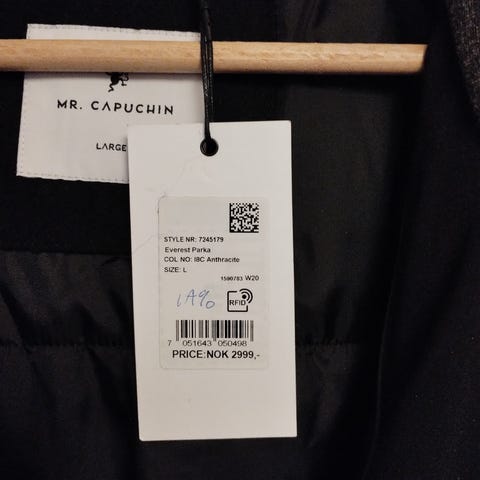 MR. CAPUCHIN
LARGE
STYLE NR: 7245179
Everest Parka
COL NO: I8C Anthracite
SIZE: L
1590783 W20
RFID
7 051643 050498
PRICE:NOK 2999,-